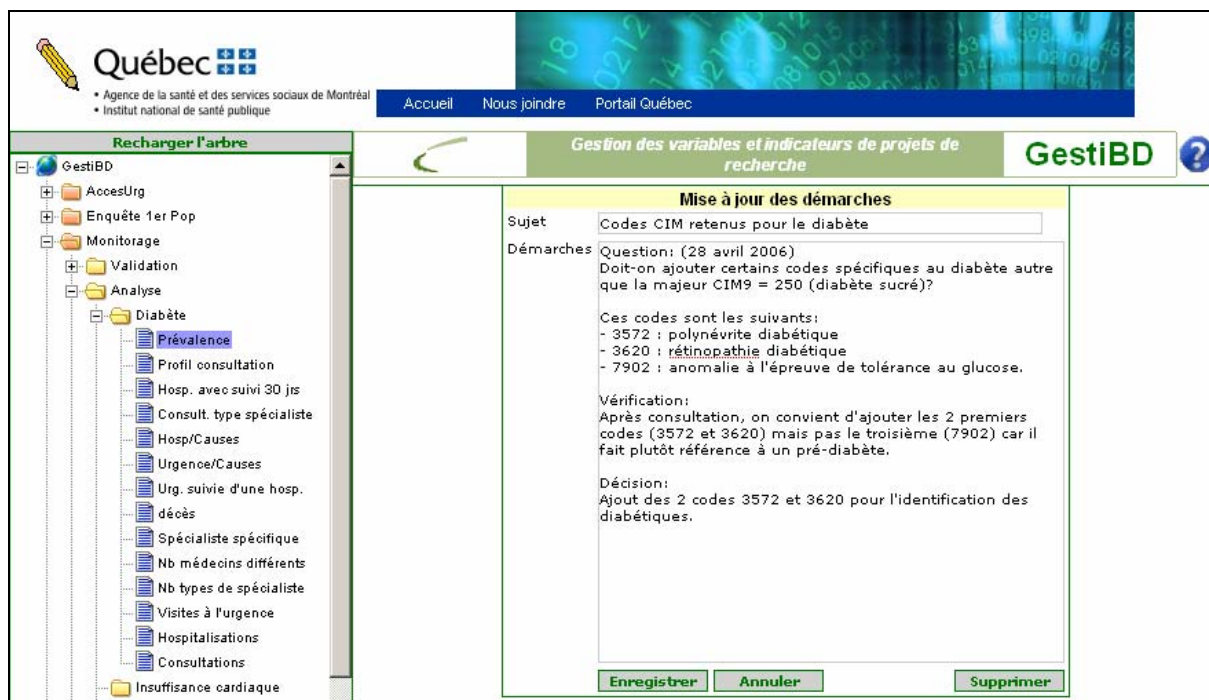 Québec
• Agence de la santé et des services sociaux de Montréal
• Institut national de santé publique
Accueil Nous joindre Portail Québec
Recharger l'arbre
GestiBD
AccesUrg
Enquête 1er Pop
Monitorage
Validation
Analyse
Diabète
Prévalence
Profil consultation
Hosp. avec suivi 30 jrs
Consult. type spécialiste
Hosp/Causes
Urgence/Causes
Urg. suivie d'une hosp.
décès
Spécialiste spécifique
Nb médecins différents
Nb types de spécialiste
Visites à l'urgence
Hospitalisations
Consultations
Insuffisance cardiaque
Gestion des variables et indicateurs de projets de
recherche
GestiBD
?
Mise à jour des démarches
Sujet Codes CIM retenus pour le diabète
Démarches Question: (28 avril 2006)
Doit-on ajouter certains codes spécifiques au diabète autre
que la majeur CIM9 = 250 (diabète sucré)?
Ces codes sont les suivants:
- 3572 : polynévrite diabétique
- 3620 : rétinopathie diabétique
- 7902 : anomalie à l'épreuve de tolérance au glucose.
Vérification:
Après consultation, on convient d'ajouter les 2 premiers
codes (3572 et 3620) mais pas le troisième (7902) car il
fait plutôt référence à un pré-diabète.
Décision:
Ajout des 2 codes 3572 et 3620 pour l'identification des
diabétiques.
Enregistrer Annuler Supprimer